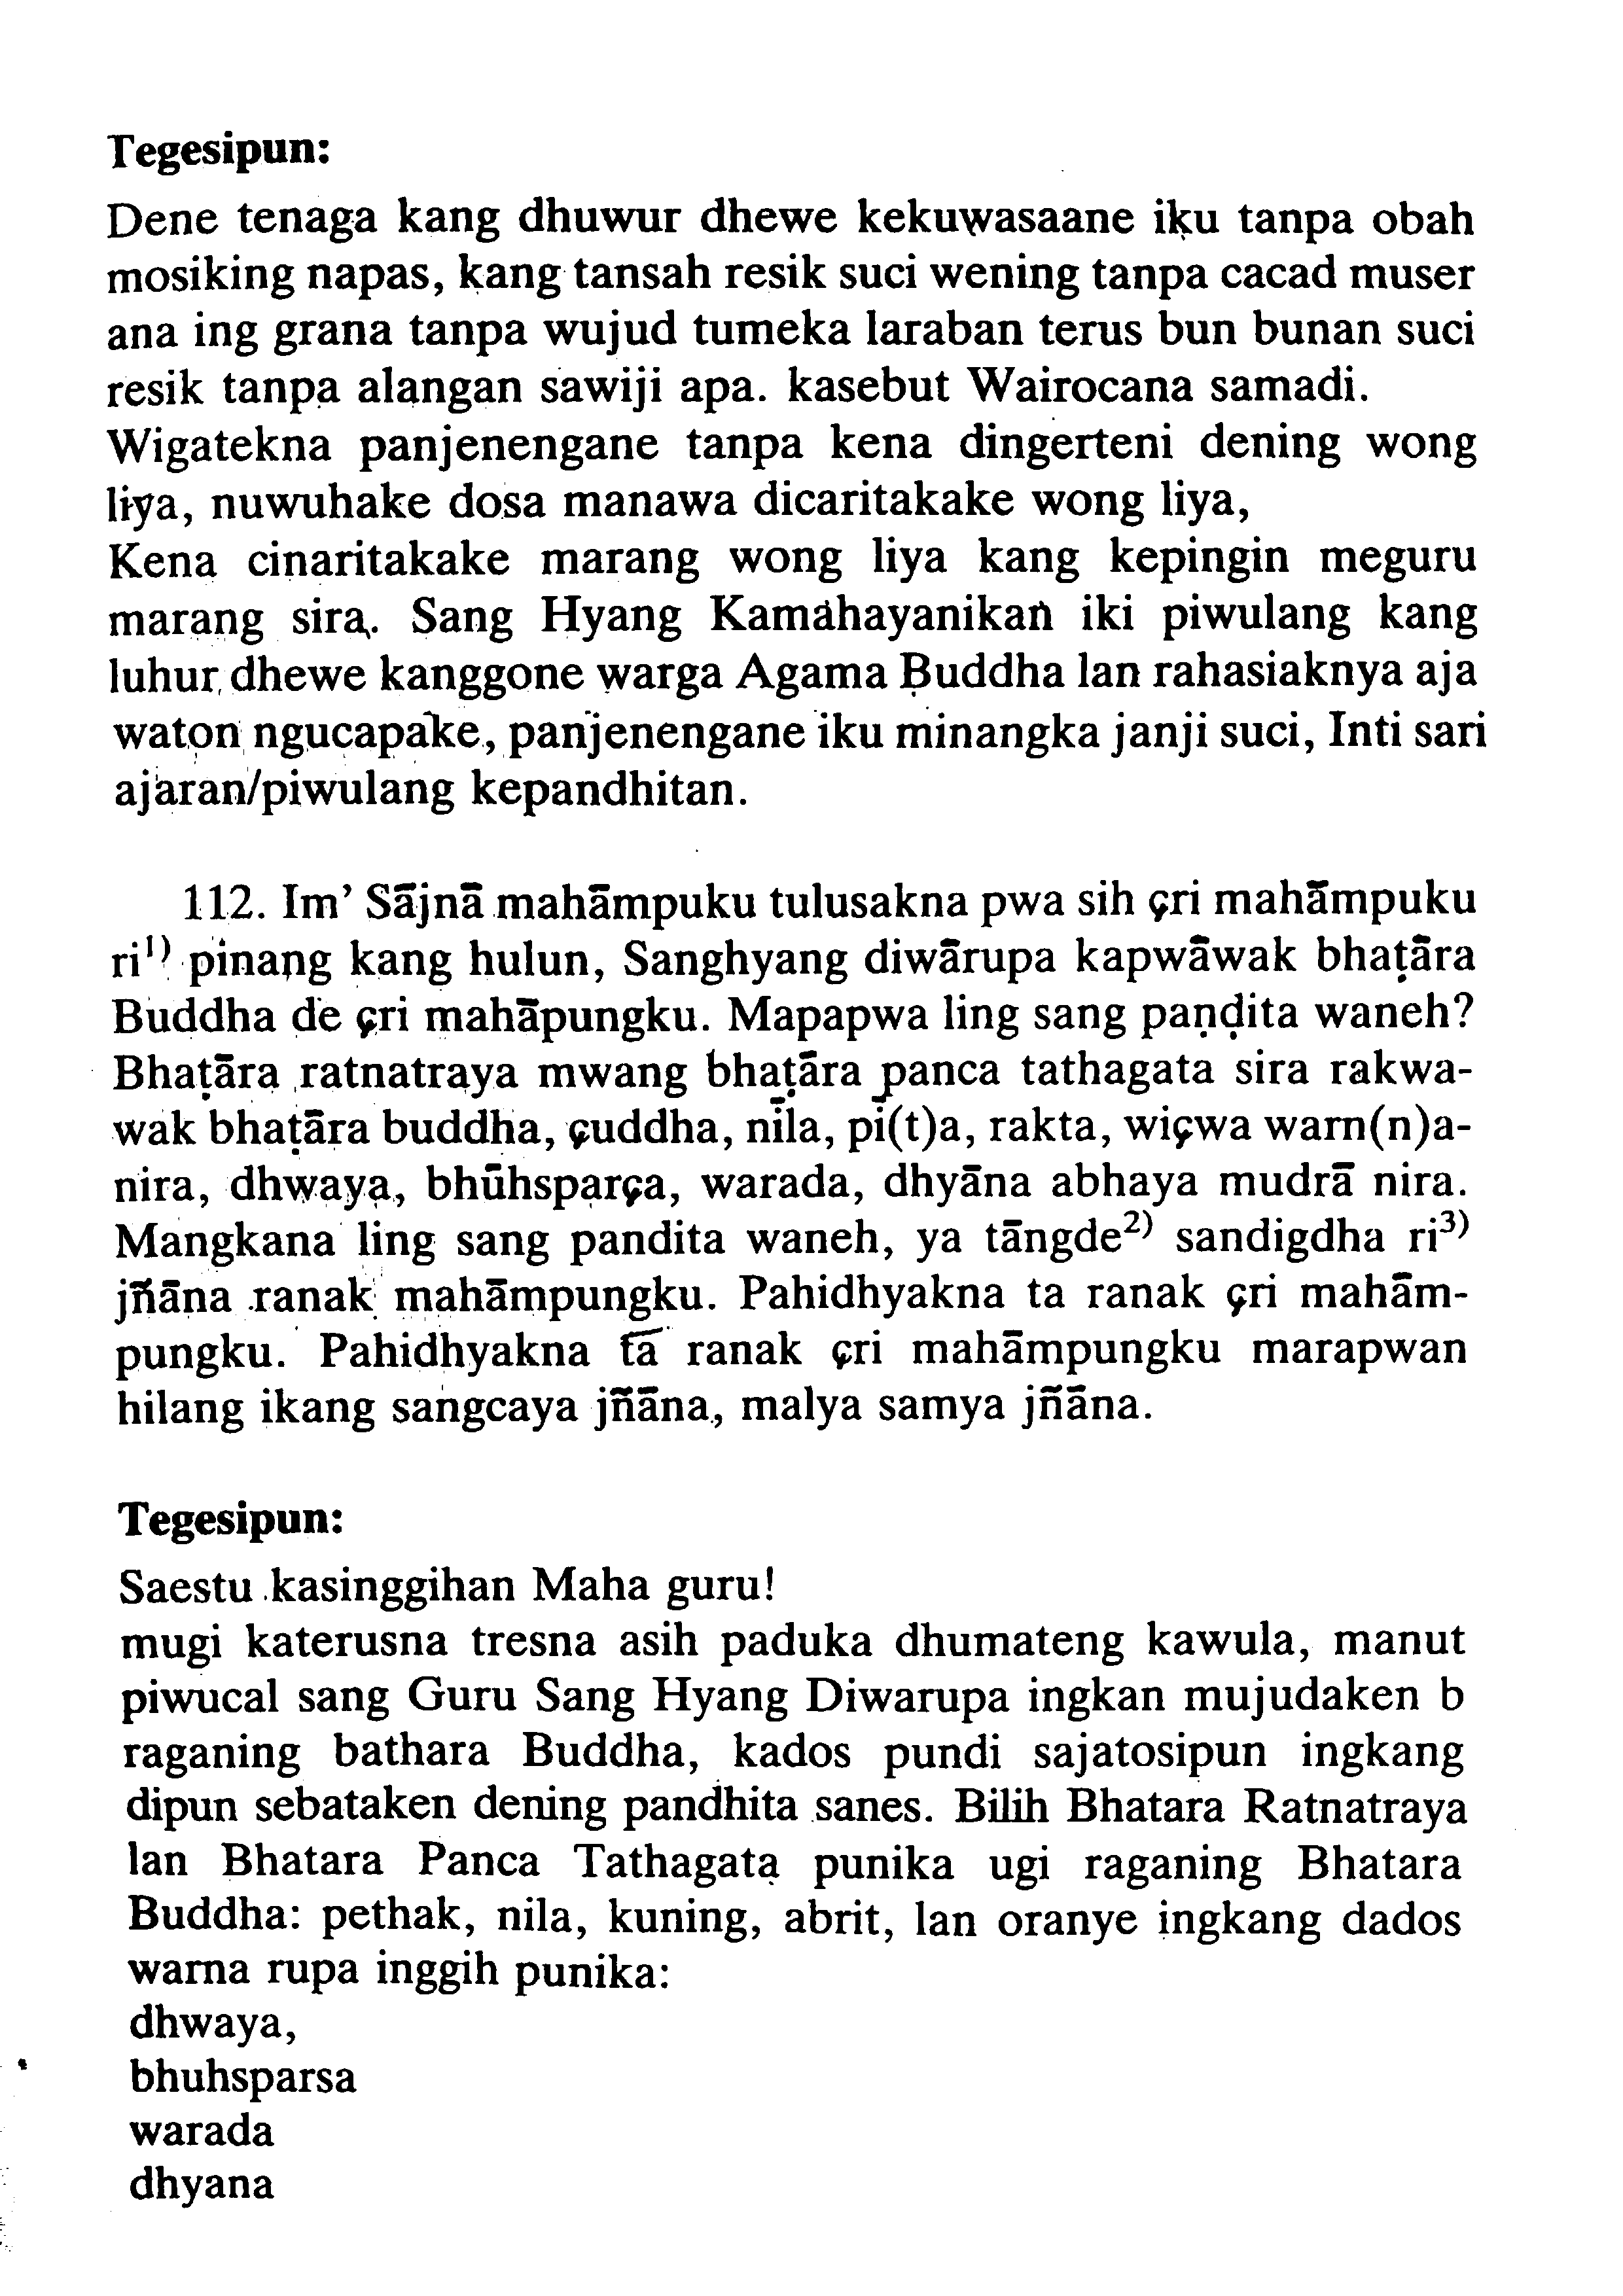 Tegesipun:
Dene tenaga kang dhuwur dhewe kekuwasaane iku tanpa obah
mosiking napas, kang tansah resik suci wening tanpa cacad muser
ana ing grana tanpa wujud tumeka laraban terus bun bunan suci
resik tanpa alangan sawiji apa. kasebut Wairocana samadi.
Wigatekna panjenengane tanpa kena dingerteni dening wong
liya, nuwuhake dosa manawa dicaritakake wong liya,
Kena cinaritakake marang wong liya kang kepingin meguru
marang sira. Sang Hyang Kamahayanikan iki piwulang kang
luhur dhewe kanggone warga Agama Buddha lan rahasiaknya aja
waton ngucapake, panjenengane iku minangka janji suci, Inti sari
ajaran/piwulang kepandhitan.
112. Im’ Sājnā mahāmpuku tulusakna pwa sih çri mahāmpuku
ri¹⁾ pinang kang hulun, Sanghyang diwārupa kapwāwak bhaṭāra
Buddha de çri mahāpungku. Mapapwa ling sang paṇḍita waneh?
Bhaṭāra ratnatraya mwang bhaṭāra panca tathagata sira rakwa-
wak bhaṭāra buddha, çuddha, nīla, pī(t)a, rakta, wiçwa warn(n)a-
nira, dhwaya, bhūhsparça, warada, dhyāna abhaya mudrā nira.
Mangkana ling sang pandita waneh, ya tāngde²⁾ sandigdha ri³⁾
jñāna ranak mahāmpungku. Pahidhyakna ta ranak çri mahām-
pungku. Pahidhyakna tā ranak çri mahāmpungku marapwan
hilang ikang sangcaya jñāna, malya samya jñāna.
Tegesipun:
Saestu kasinggihan Maha guru!
mugi katerusna tresna asih paduka dhumateng kawula, manut
piwucal sang Guru Sang Hyang Diwarupa ingkan mujudaken b
raganing bathara Buddha, kados pundi sajatosipun ingkang
dipun sebataken dening pandhita sanes. Bilih Bhatara Ratnatraya
lan Bhatara Panca Tathagata punika ugi raganing Bhatara
Buddha: pethak, nila, kuning, abrit, lan oranye ingkang dados
warna rupa inggih punika:
dhwaya,
bhuhsparsa
warada
dhyana